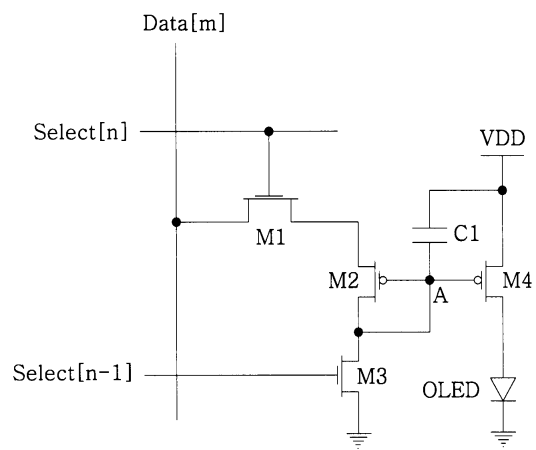 Data[m]
Select[n]
VDD
M1
C1
M2
A
M4
Select[n-1]
M3
OLED